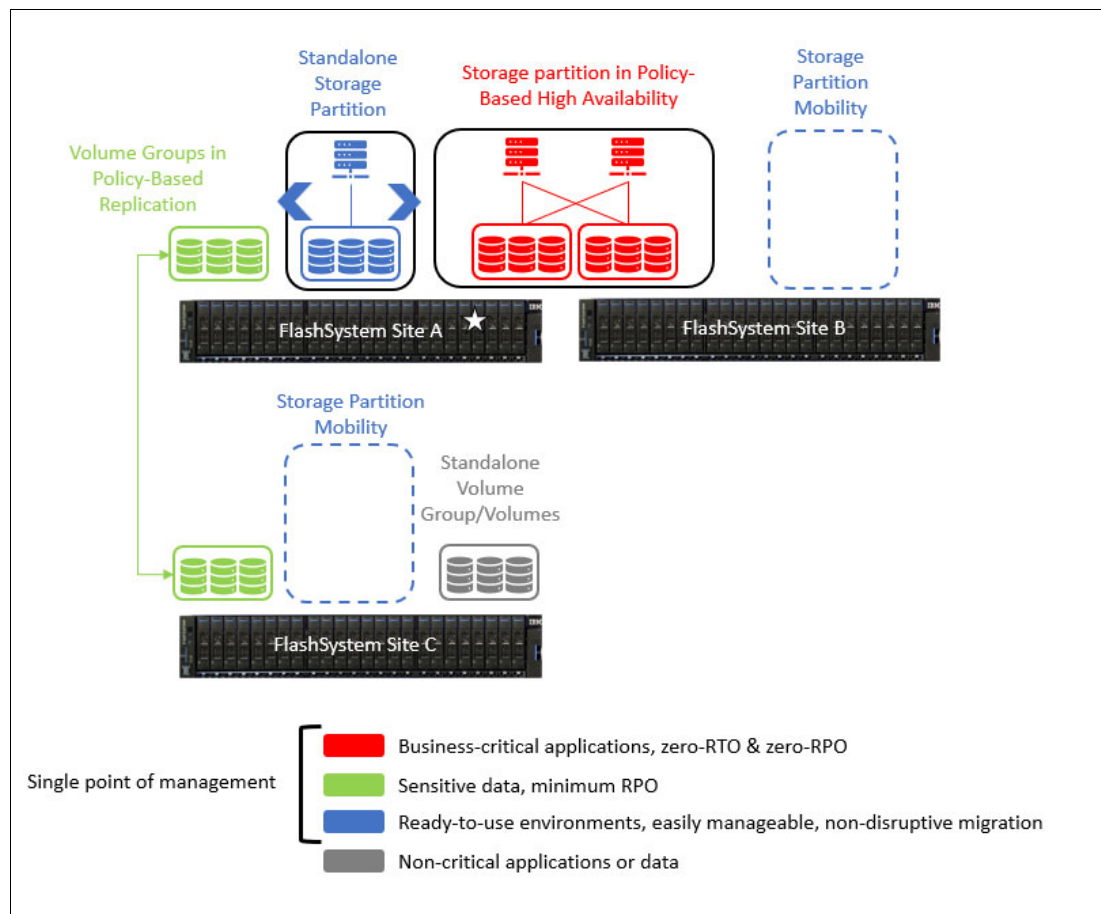 Standalone
Storage
Partition
Storage partition in Policy-
Based High Availability
Storage
Partition
Mobility
Volume Groups in
Policy-Based
Replication
IBM
FlashSystem Site A
IBM
FlashSystem Site B
Storage Partition
Mobility
Standalone
Volume
Group/Volumes
IBM
FlashSystem Site C
Single point of management
Business-critical applications, zero-RTO & zero-RPO
Sensitive data, minimum RPO
Ready-to-use environments, easily manageable, non-disruptive migration
Non-critical applications or data